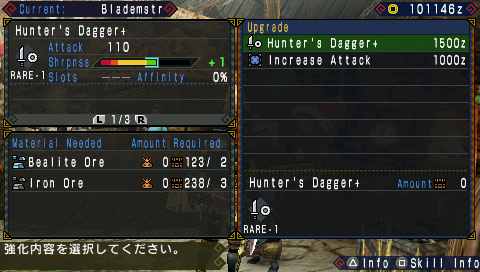 Current: Blademstr
101146z
Hunter's Dagger+
Attack 110
Shrpnss +1
RARE-1 Slots --- Affinity 0%
L 1/3 R
Material Needed Amount Required
Bealite Ore 0 123/ 2
Iron Ore 0 238/ 3
強化内容を選択してください。
Upgrade
Hunter's Dagger+ 1500z
Increase Attack 1000z
Hunter's Dagger+ Amount 0
RARE-1
Info Skill Info